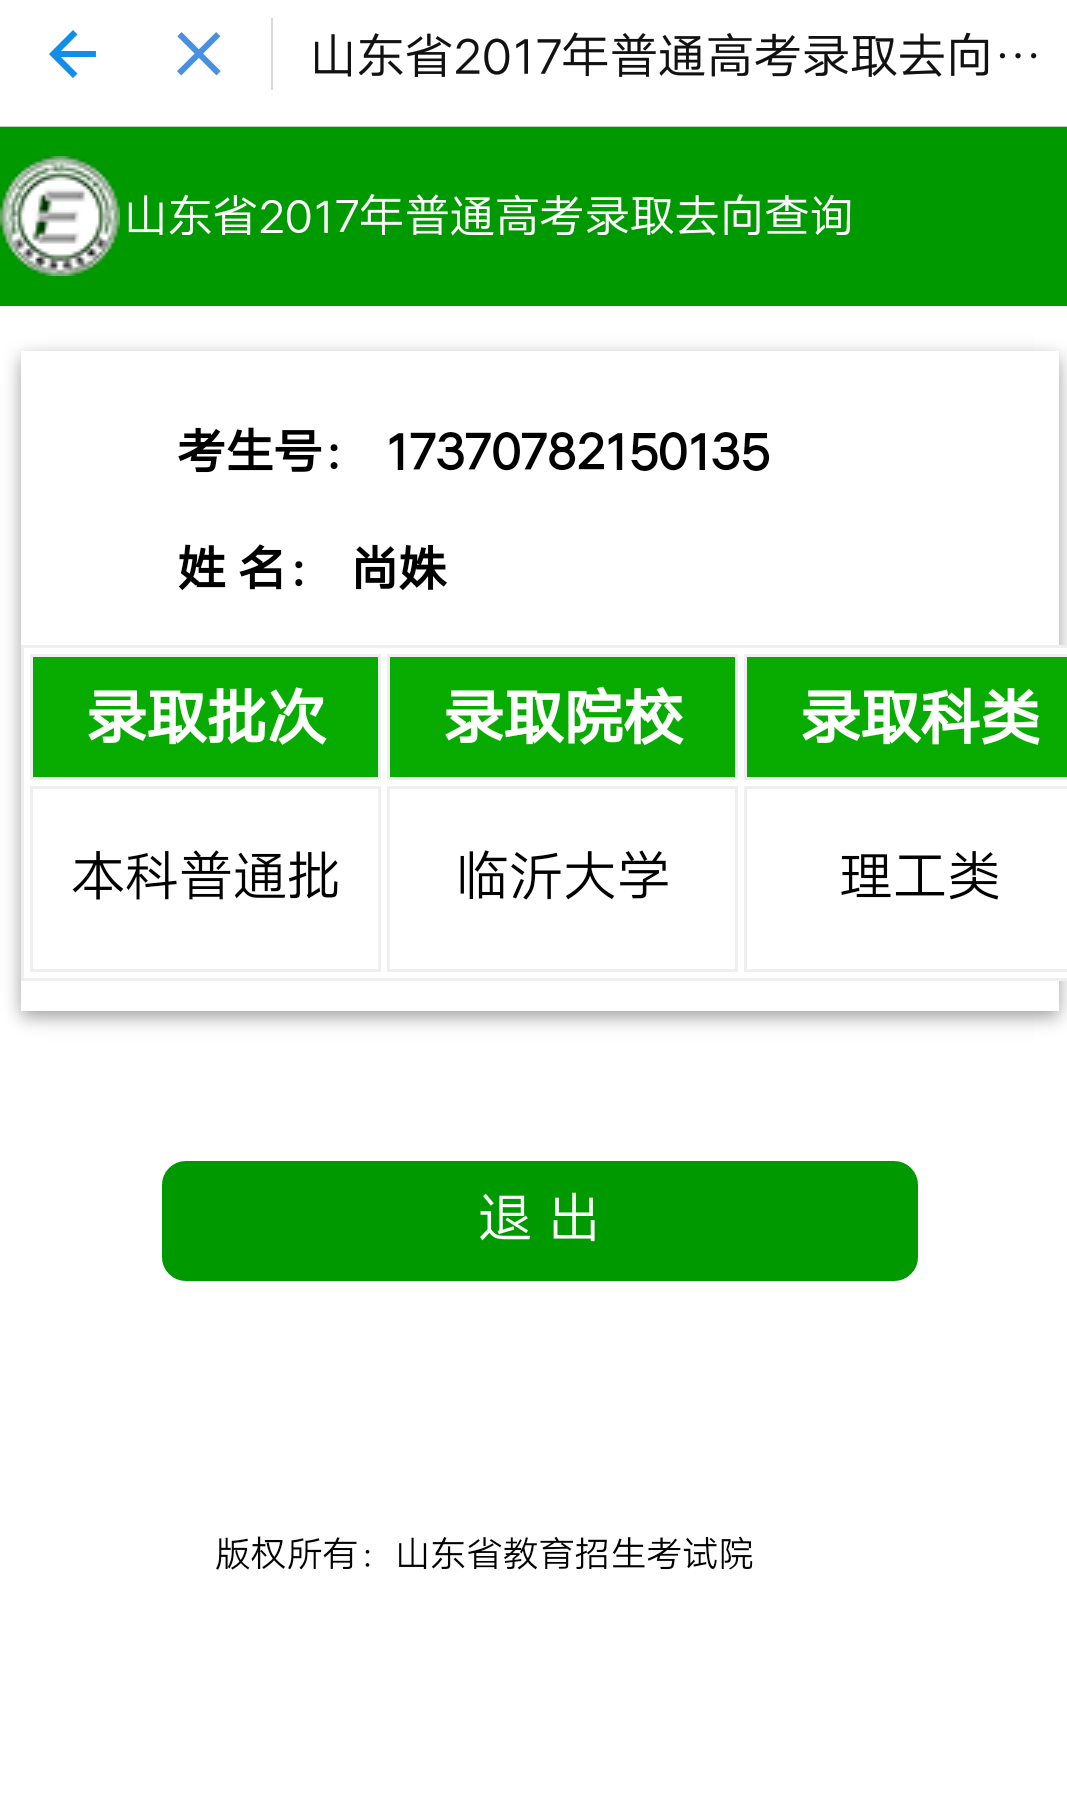 山东省2017年普通高考录取去向…
山东省2017年普通高考录取去向查询
考生号： 17370782150135
姓 名： 尚姝
录取批次 录取院校 录取科类
本科普通批 临沂大学 理工类
退 出
版权所有：山东省教育招生考试院